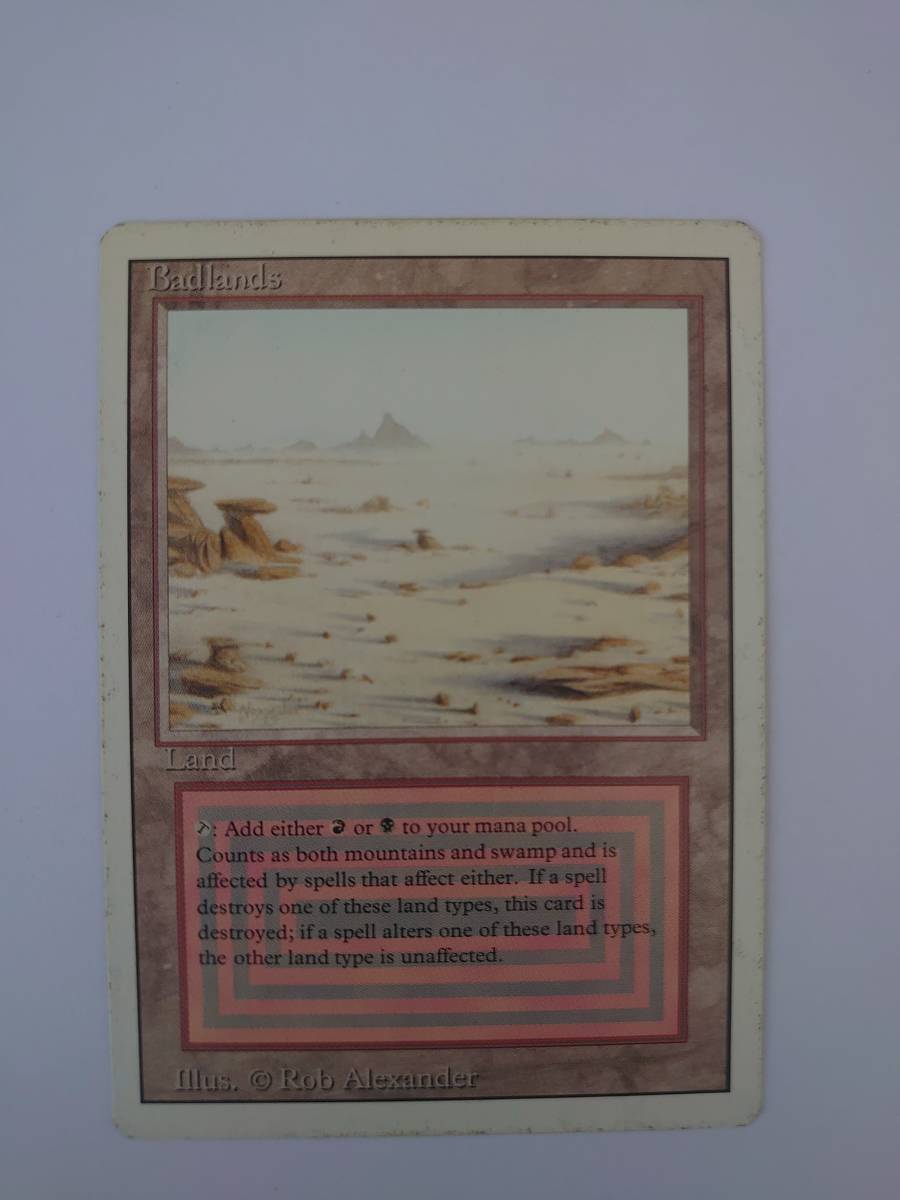 Badlands
Land
: Add either or to your mana pool.
Counts as both mountains and swamp and is
affected by spells that affect either. If a spell
destroys one of these land types, this card is
destroyed; if a spell alters one of these land types,
the other land type is unaffected.
Illus. © Rob Alexander